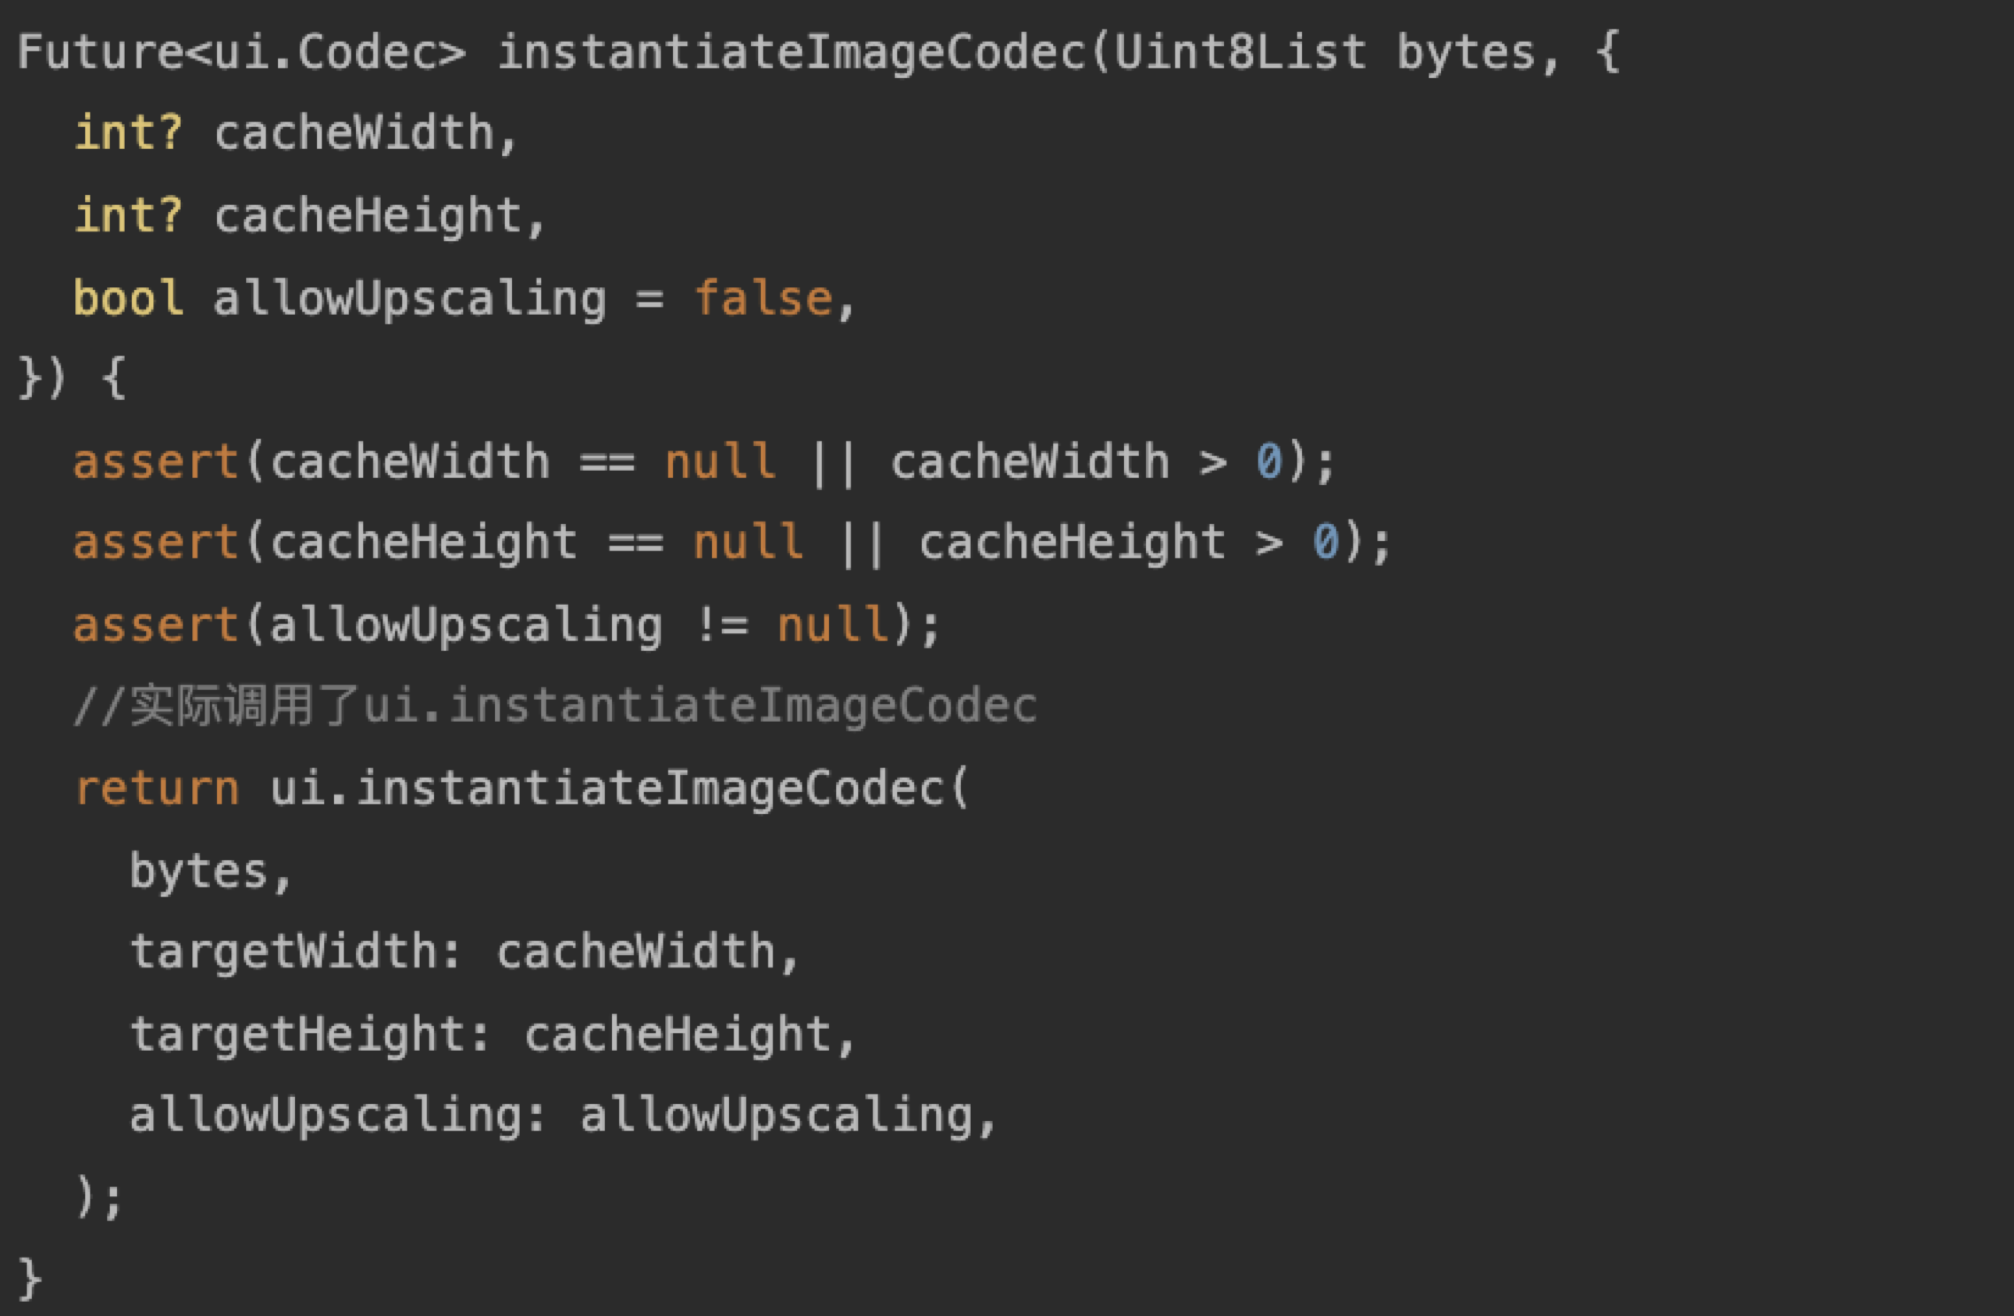 Future<ui.Codec> instantiateImageCodec(Uint8List bytes, {
  int? cacheWidth,
  int? cacheHeight,
  bool allowUpscaling = false,
}) {
  assert(cacheWidth == null || cacheWidth > 0);
  assert(cacheHeight == null || cacheHeight > 0);
  assert(allowUpscaling != null);
  //实际调用了ui.instantiateImageCodec
  return ui.instantiateImageCodec(
    bytes,
    targetWidth: cacheWidth,
    targetHeight: cacheHeight,
    allowUpscaling: allowUpscaling,
  );
}